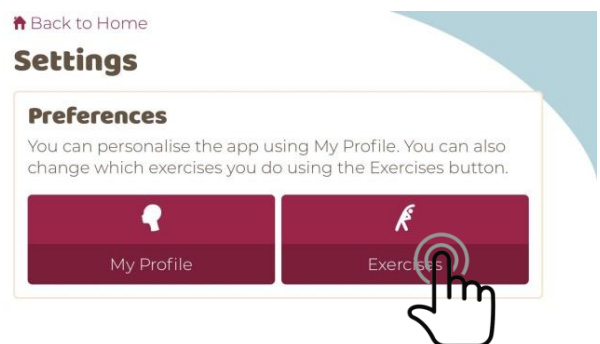 Back to Home
Settings
Preferences
You can personalise the app using My Profile. You can also
change which exercises you do using the Exercises button.
My Profile
Exercises